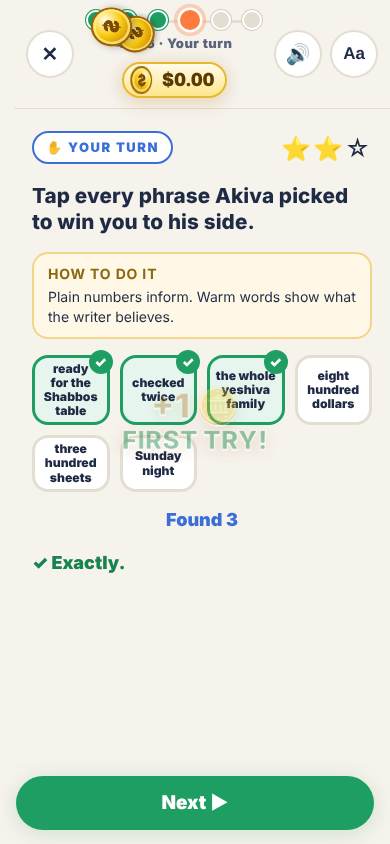 · Your turn
$0.00
Aa
YOUR TURN
Tap every phrase Akiva picked
to win you to his side.
HOW TO DO IT
Plain numbers inform. Warm words show what
the writer believes.
ready
for the
Shabbos
table
checked
twice
the whole
yeshiva
family
eight
hundred
dollars
+1
FIRST TRY!
three
hundred
sheets
Sunday
night
Found 3
✓ Exactly.
Next ▶